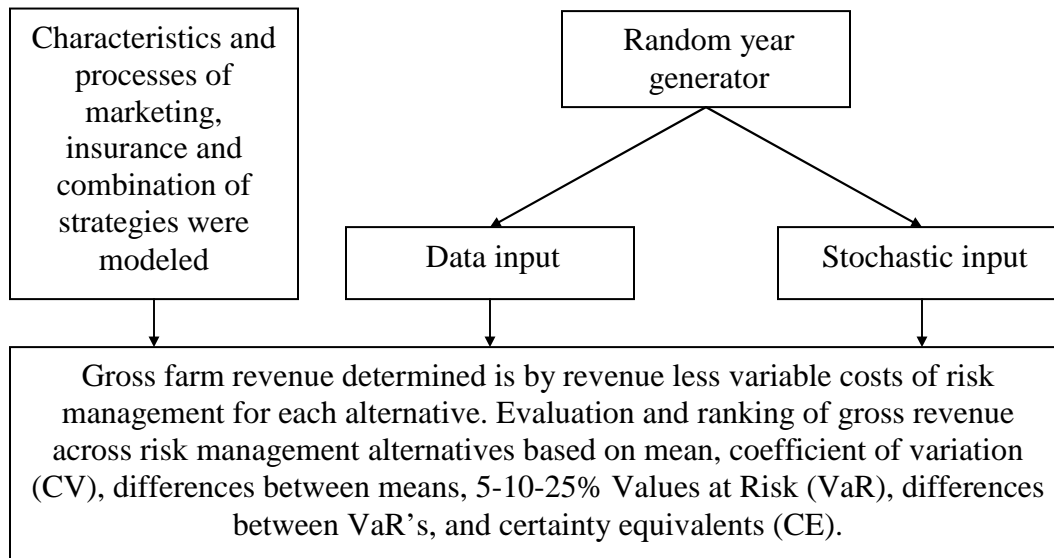 Characteristics and
processes of
marketing,
insurance and
combination of
strategies were
modeled
Random year
generator
Data input
Stochastic input
Gross farm revenue determined is by revenue less variable costs of risk
management for each alternative. Evaluation and ranking of gross revenue
across risk management alternatives based on mean, coefficient of variation
(CV), differences between means, 5-10-25% Values at Risk (VaR), differences
between VaR’s, and certainty equivalents (CE).